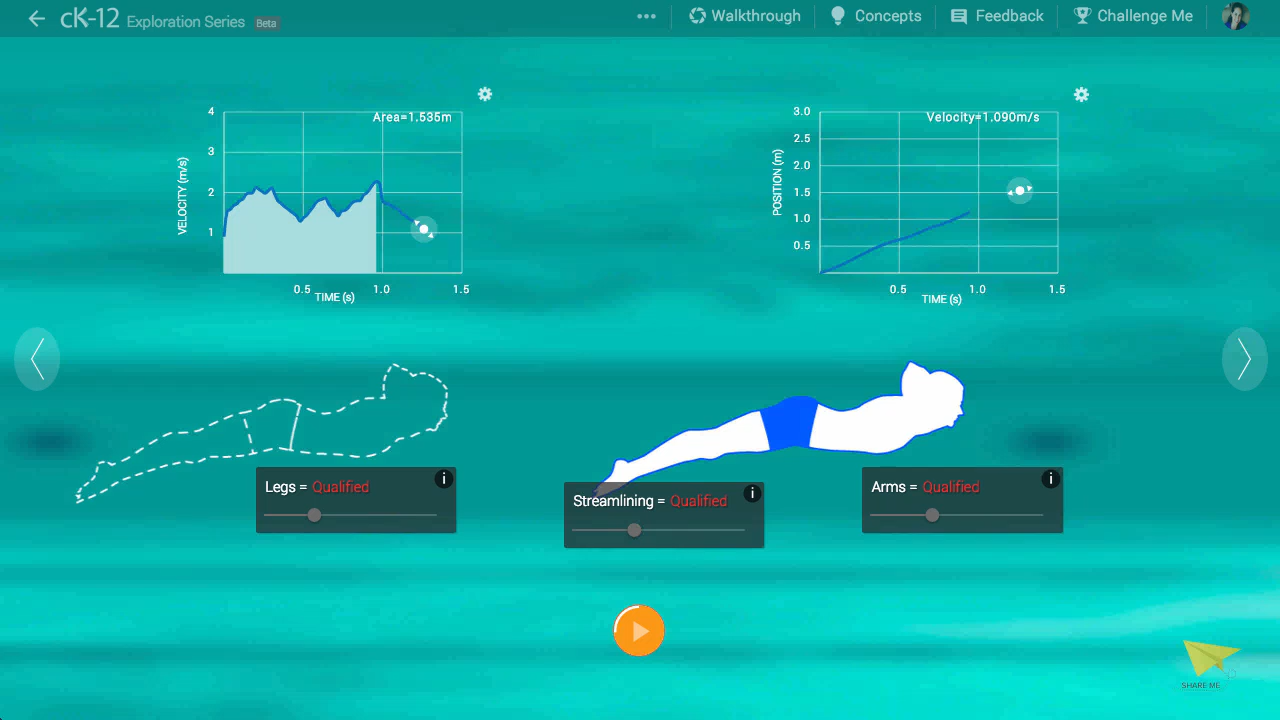 cK-12 Exploration Series Beta
••• Walkthrough Concepts Feedback Challenge Me
4
3
2
1
Area=1.535m
VELOCITY (m/s)
0.5 1.0 1.5
TIME (s)
3.0
2.5
2.0
1.5
1.0
0.5
Velocity=1.090m/s
POSITION (m)
0.5 1.0 1.5
TIME (s)
Legs = Qualified i
Streamlining = Qualified i
Arms = Qualified i
SHARE ME